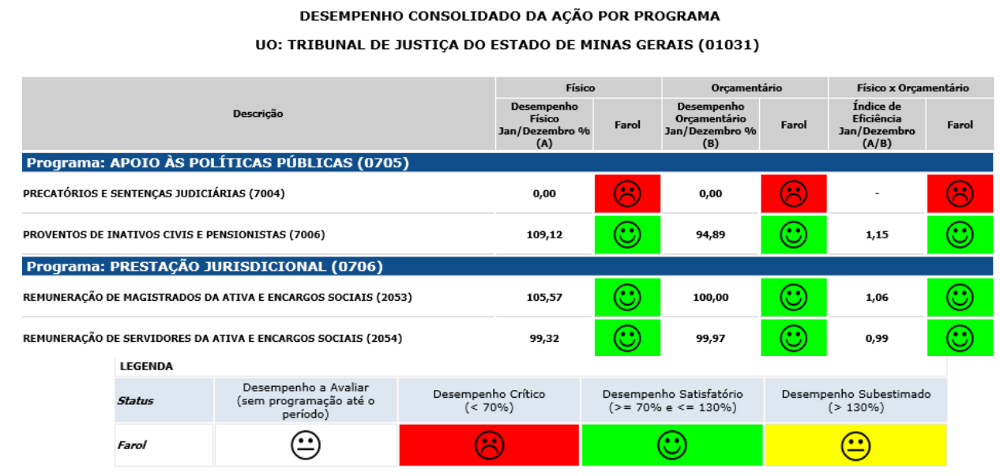 DESEMPENHO CONSOLIDADO DA AÇÃO POR PROGRAMA
UO: TRIBUNAL DE JUSTIÇA DO ESTADO DE MINAS GERAIS (01031)
Descrição
Físico
Orçamentário
Físico x Orçamentário
Desempenho
Físico
Jan/Dezembro %
(A)
Farol
Desempenho
Orçamentário
Jan/Dezembro %
(B)
Farol
Índice de
Eficiência
Jan/Dezembro
(A/B)
Farol
Programa: APOIO ÀS POLÍTICAS PÚBLICAS (0705)
PRECATÓRIOS E SENTENÇAS JUDICIÁRIAS (7004) 0,00 0,00 -
PROVENTOS DE INATIVOS CIVIS E PENSIONISTAS (7006) 109,12 94,89 1,15
Programa: PRESTAÇÃO JURISDICIONAL (0706)
REMUNERAÇÃO DE MAGISTRADOS DA ATIVA E ENCARGOS SOCIAIS (2053) 105,57 100,00 1,06
REMUNERAÇÃO DE SERVIDORES DA ATIVA E ENCARGOS SOCIAIS (2054) 99,32 99,97 0,99
LEGENDA
Status
Desempenho a Avaliar
(sem programação até o
período)
Desempenho Crítico
(< 70%)
Desempenho Satisfatório
(>= 70% e <= 130%)
Desempenho Subestimado
(> 130%)
Farol